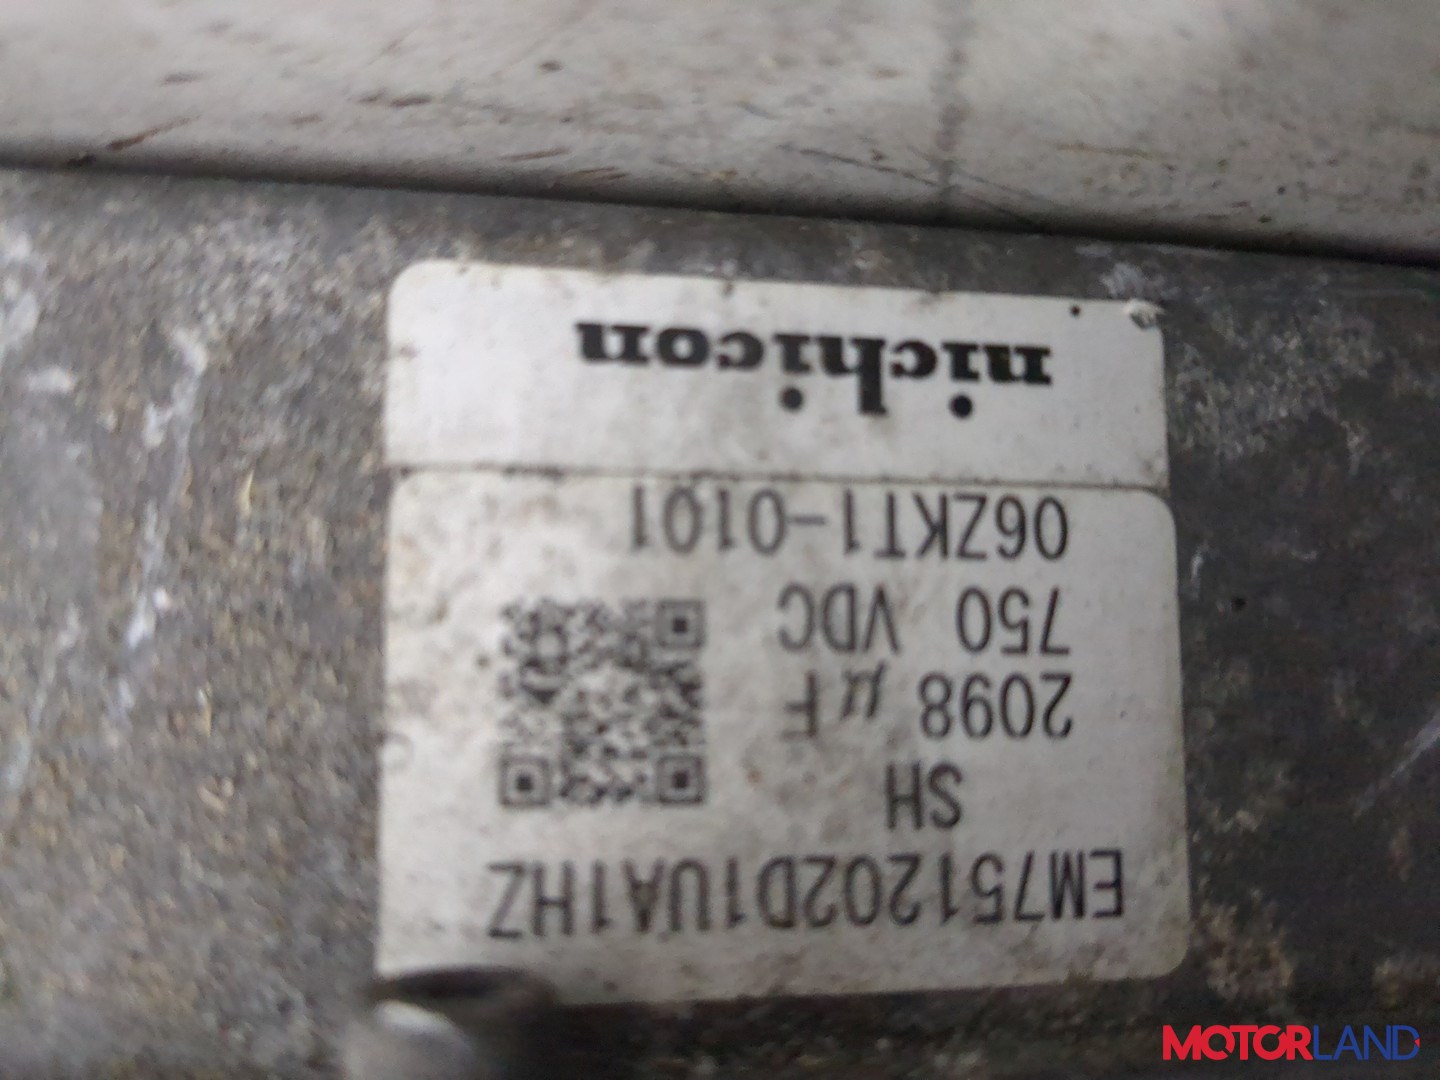 EM751202D1UA1HZ
SH
2098 μF
750 VDC
06ZKT1-0101
nichicon
MOTORLAND